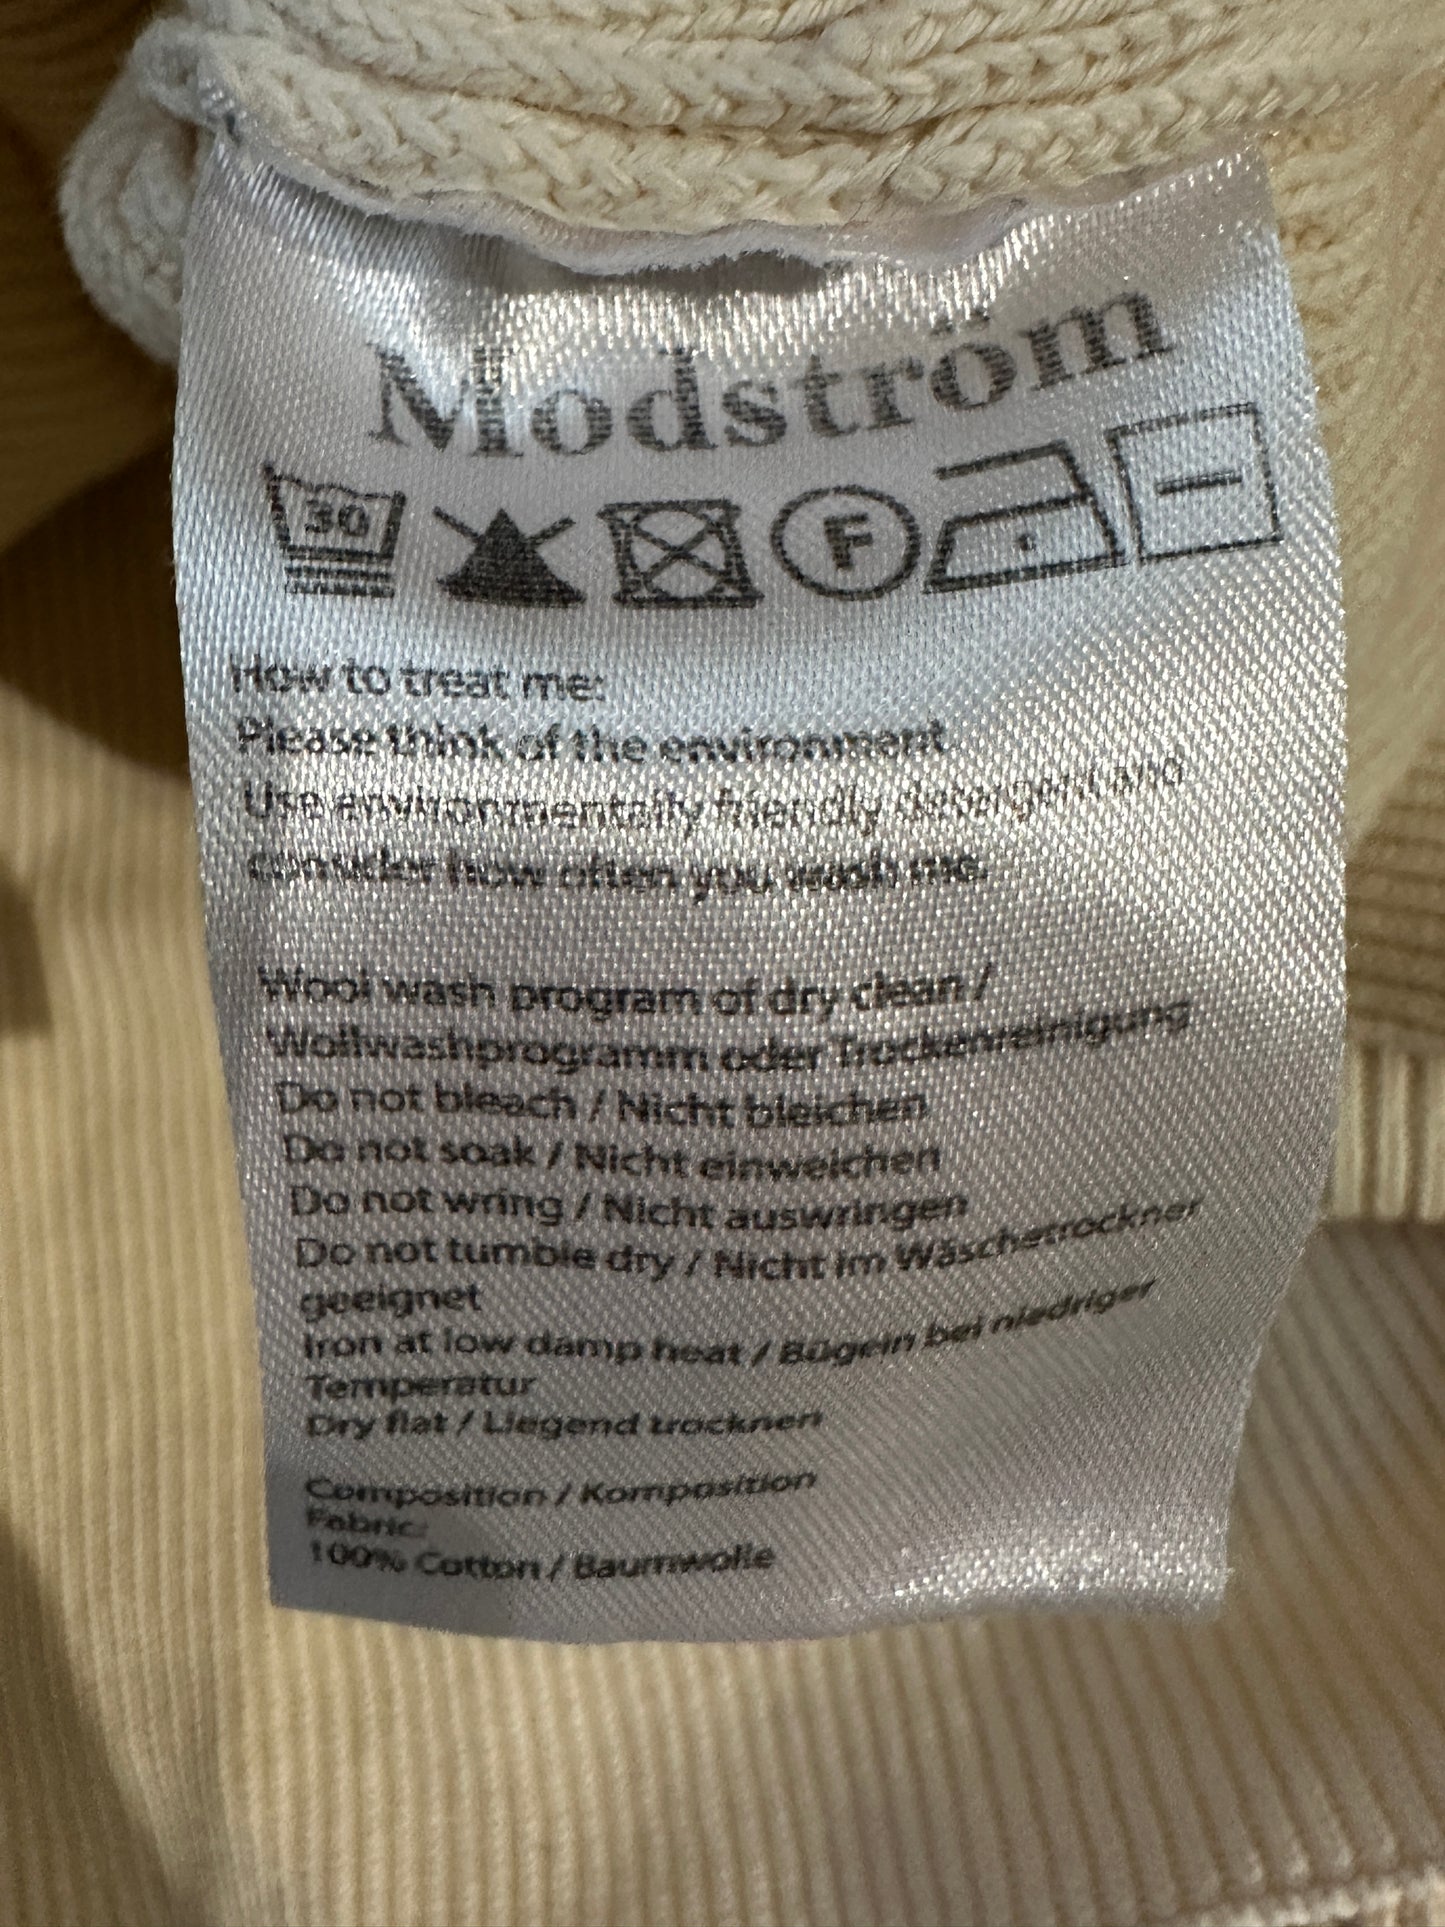 Modström
30
F
How to treat me:
Please think of the environment
Use environmentally friendly detergent and
consider how often you wash me.
Wool wash program of dry clean /
Wollwashprogramm oder Trockenreinigung
Do not bleach / Nicht bleichen
Do not soak / Nicht einweichen
Do not wring / Nicht auswringen
Do not tumble dry / Nicht im Wäschetrockner
geeignet
Iron at low damp heat / Bügeln bei niedriger
Temperatur
Dry flat / Liegend trocknen
Composition / Komposition
Fabric:
100% Cotton / Baumwolle